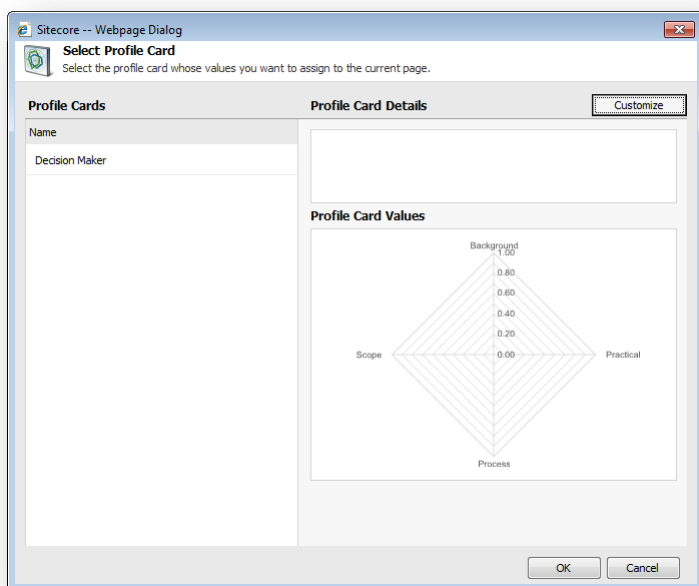 Sitecore -- Webpage Dialog
Select Profile Card
Select the profile card whose values you want to assign to the current page.
Profile Cards
Name
Decision Maker
Profile Card Details
Customize
Profile Card Values
Background
1.00
0.80
0.60
0.40
0.20
0.00
Scope
Practical
Process
OK
Cancel